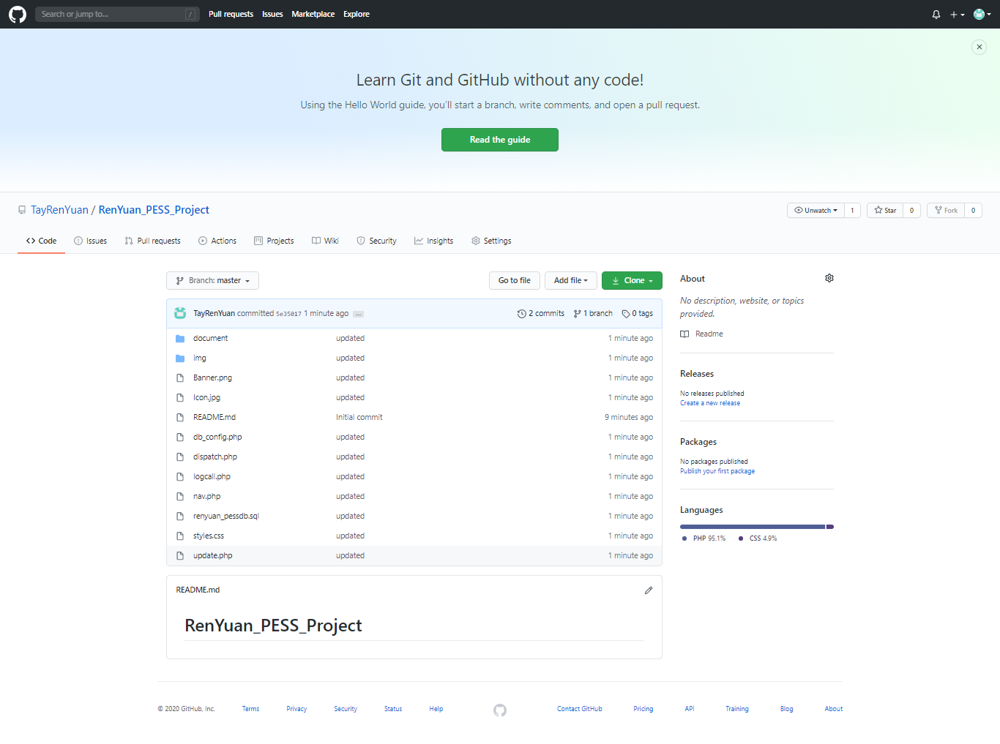 Search or jump to... /
Pull requests Issues Marketplace Explore
Learn Git and GitHub without any code!
Using the Hello World guide, you'll start a branch, write comments, and open a pull request.
Read the guide
TayRenYuan / RenYuan_PESS_Project
Unwatch 1 Star 0 Fork 0
Code Issues Pull requests Actions Projects Wiki Security Insights Settings
Branch: master Go to file Add file Clone
TayRenYuan committed 5e35017 1 minute ago ... 2 commits 1 branch 0 tags
document updated 1 minute ago
img updated 1 minute ago
Banner.png updated 1 minute ago
Icon.jpg updated 1 minute ago
README.md Initial commit 9 minutes ago
db_config.php updated 1 minute ago
dispatch.php updated 1 minute ago
logcall.php updated 1 minute ago
nav.php updated 1 minute ago
renyuan_pessdb.sql updated 1 minute ago
styles.css updated 1 minute ago
update.php updated 1 minute ago
README.md
RenYuan_PESS_Project
About
No description, website, or topics
provided.
Readme
Releases
No releases published
Create a new release
Packages
No packages published
Publish your first package
Languages
PHP 95.1% CSS 4.9%
© 2020 GitHub, Inc. Terms Privacy Security Status Help Contact GitHub Pricing API Training Blog About